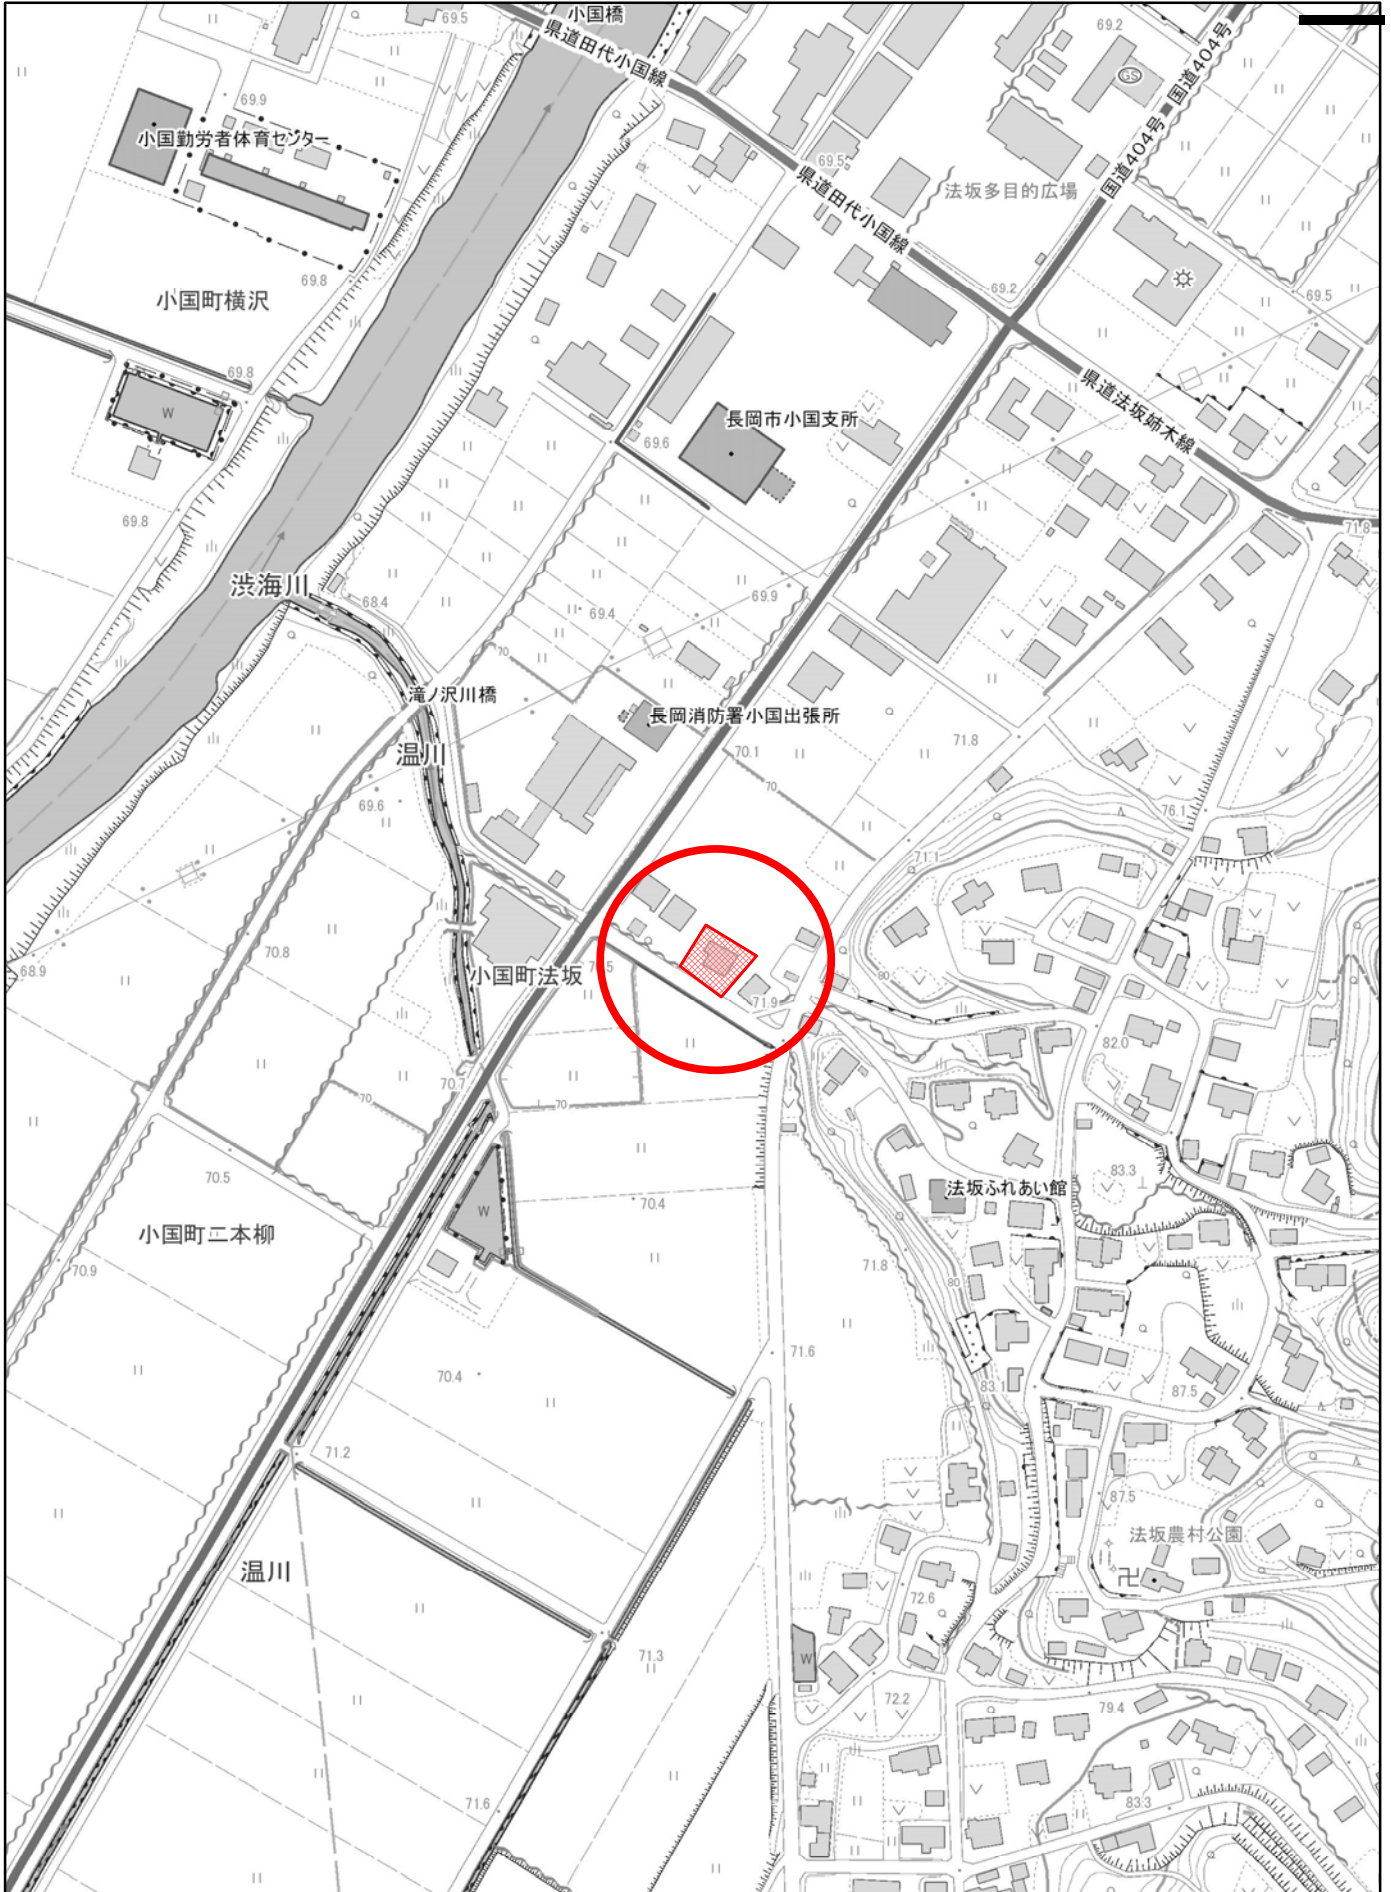 小国橋
69.5
県道田代小国線
69.2
国道404号
GS
69.9
小国勤労者体育センター
69.5
国道404号
県道田代小国線
法坂多目的広場
69.8
69.2
69.5
小国町横沢
69.8
県道法坂姉木線
W
長岡市小国支所
69.6
69.8
71.8
渋海川
68.4
69.4
69.9
70
滝ノ沢川橋
長岡消防署小国出張所
71.1
温川
70.1
71.8
70
69.6
76.1
71.1
70.8
68.9
小国町法坂
80
71.9
82.0
70.7
70
70
70.5
83.3
法坂ふれあい館
W
70.4
小国町二本柳
70.9
71.8
80
71.6
70.4
83.1
87.5
71.2
87.5
法坂農村公園
温川
72.6
71.3
W
72.2
79.4
71.6
83.3